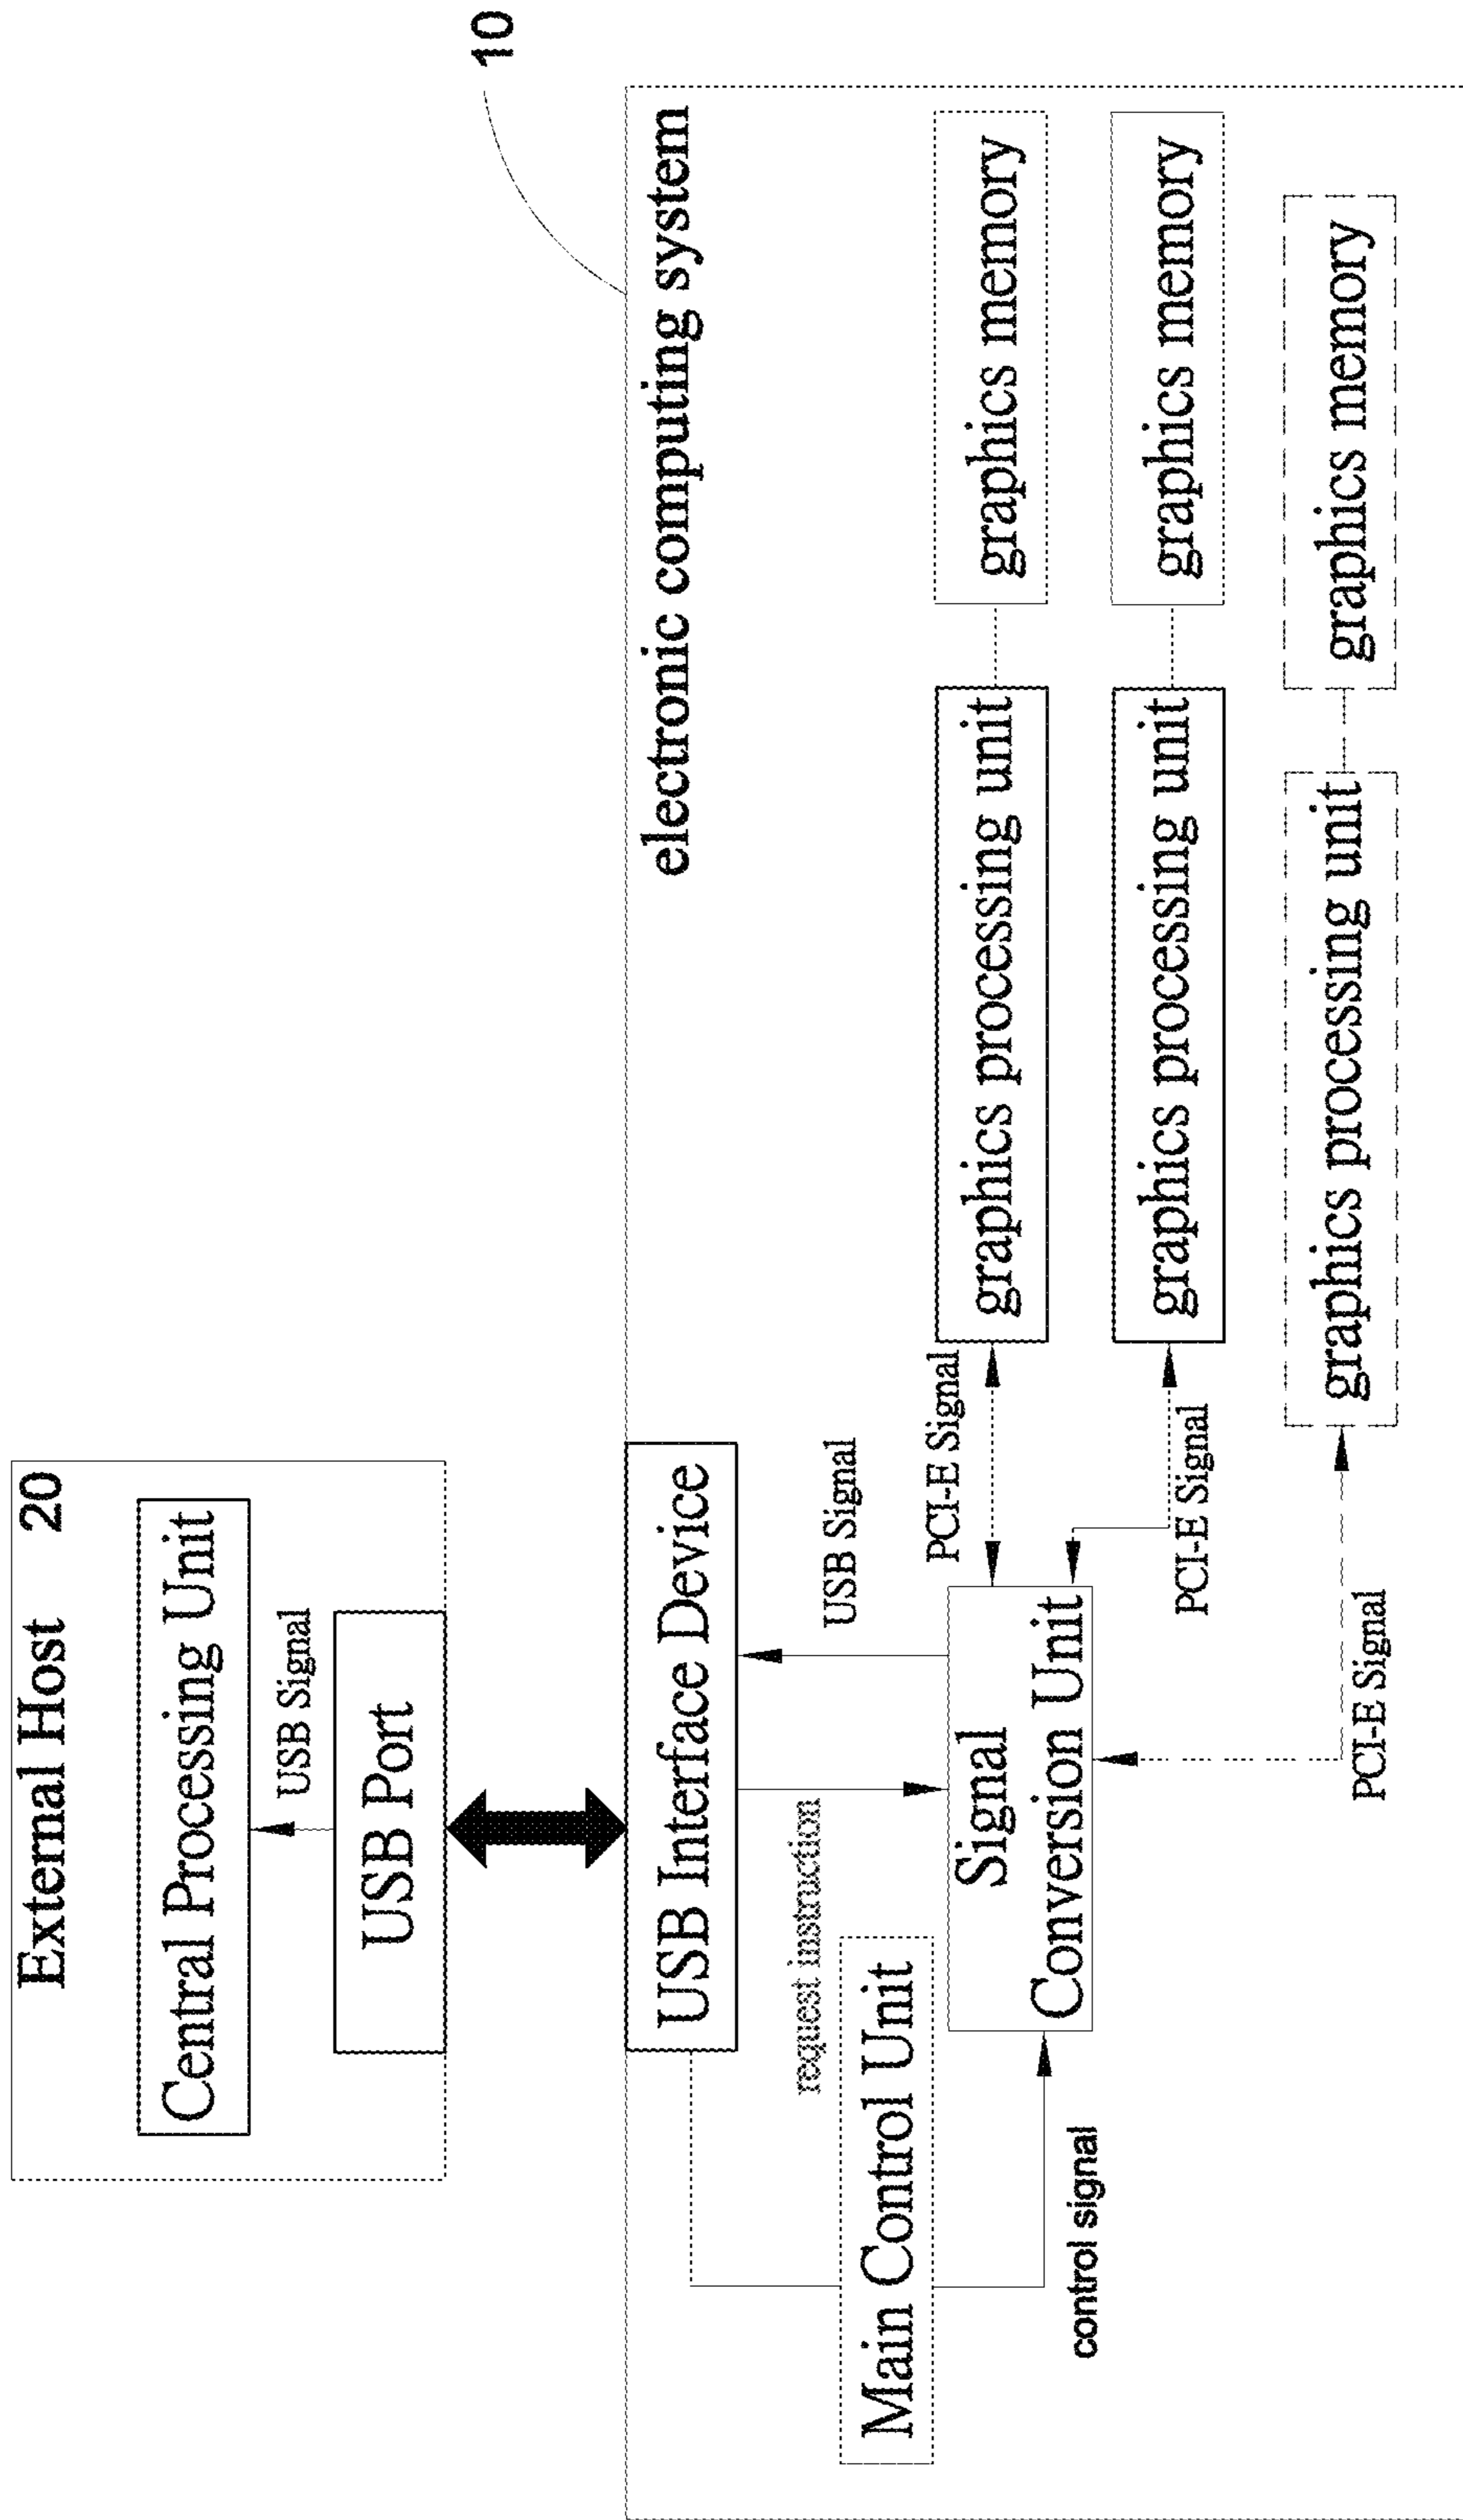 External Host 20
Central Processing Unit
USB Signal
USB Port
10
electronic computing system
USB Interface Device
request instruction
USB Signal
Main Control Unit
control signal
Signal
Conversion Unit
PCI-E Signal
graphics processing unit
graphics memory
PCI-E Signal
graphics processing unit
graphics memory
PCI-E Signal
graphics processing unit
graphics memory